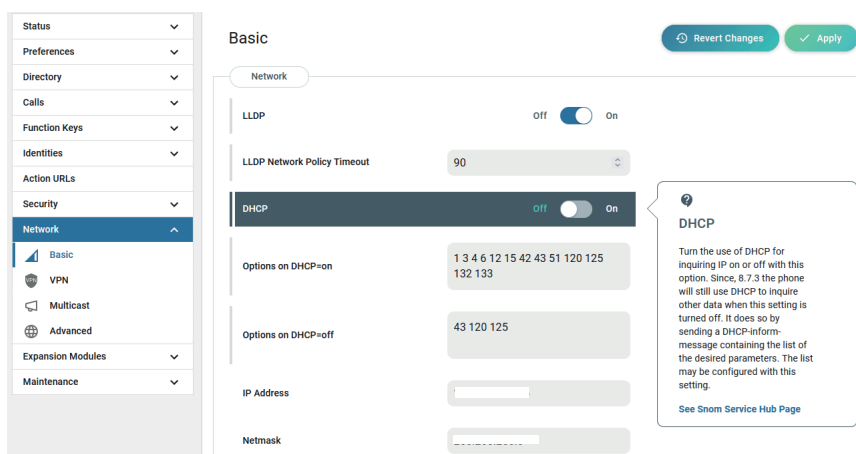 Status
Preferences
Directory
Calls
Function Keys
Identities
Action URLs
Security
Network
Basic
VPN
VPN
Multicast
Advanced
Expansion Modules
Maintenance
Basic
Revert Changes
Apply
Network
LLDP
Off On
LLDP Network Policy Timeout
90
DHCP
Off On
Options on DHCP=on
1 3 4 6 12 15 42 43 51 120 125
132 133
Options on DHCP=off
43 120 125
IP Address
Netmask
DHCP
Turn the use of DHCP for
inquiring IP on or off with this
option. Since, 8.7.3 the phone
will still use DHCP to inquire
other data when this setting is
turned off. It does so by
sending a DHCP-inform-
message containing the list of
the desired parameters. The list
may be configured with this
setting.
See Snom Service Hub Page